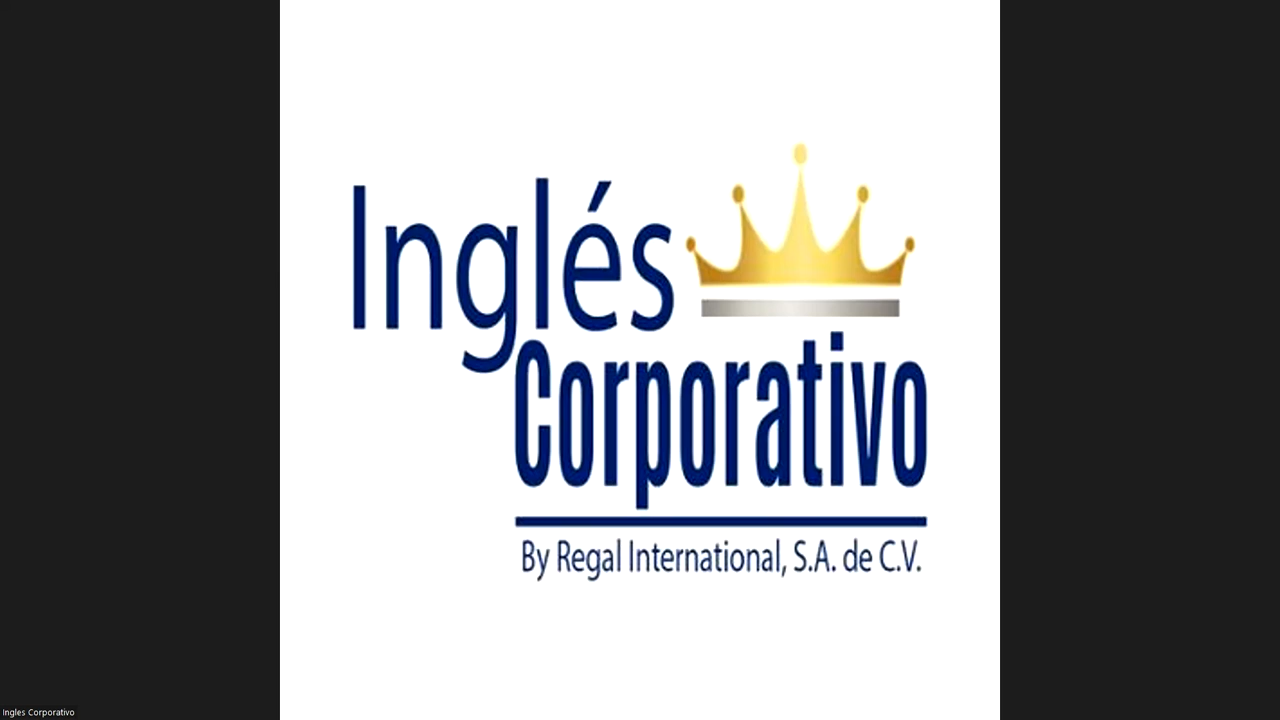 Inglés
Corporativo
By Regal International, S.A. de C.V.
Ingles Corporativo